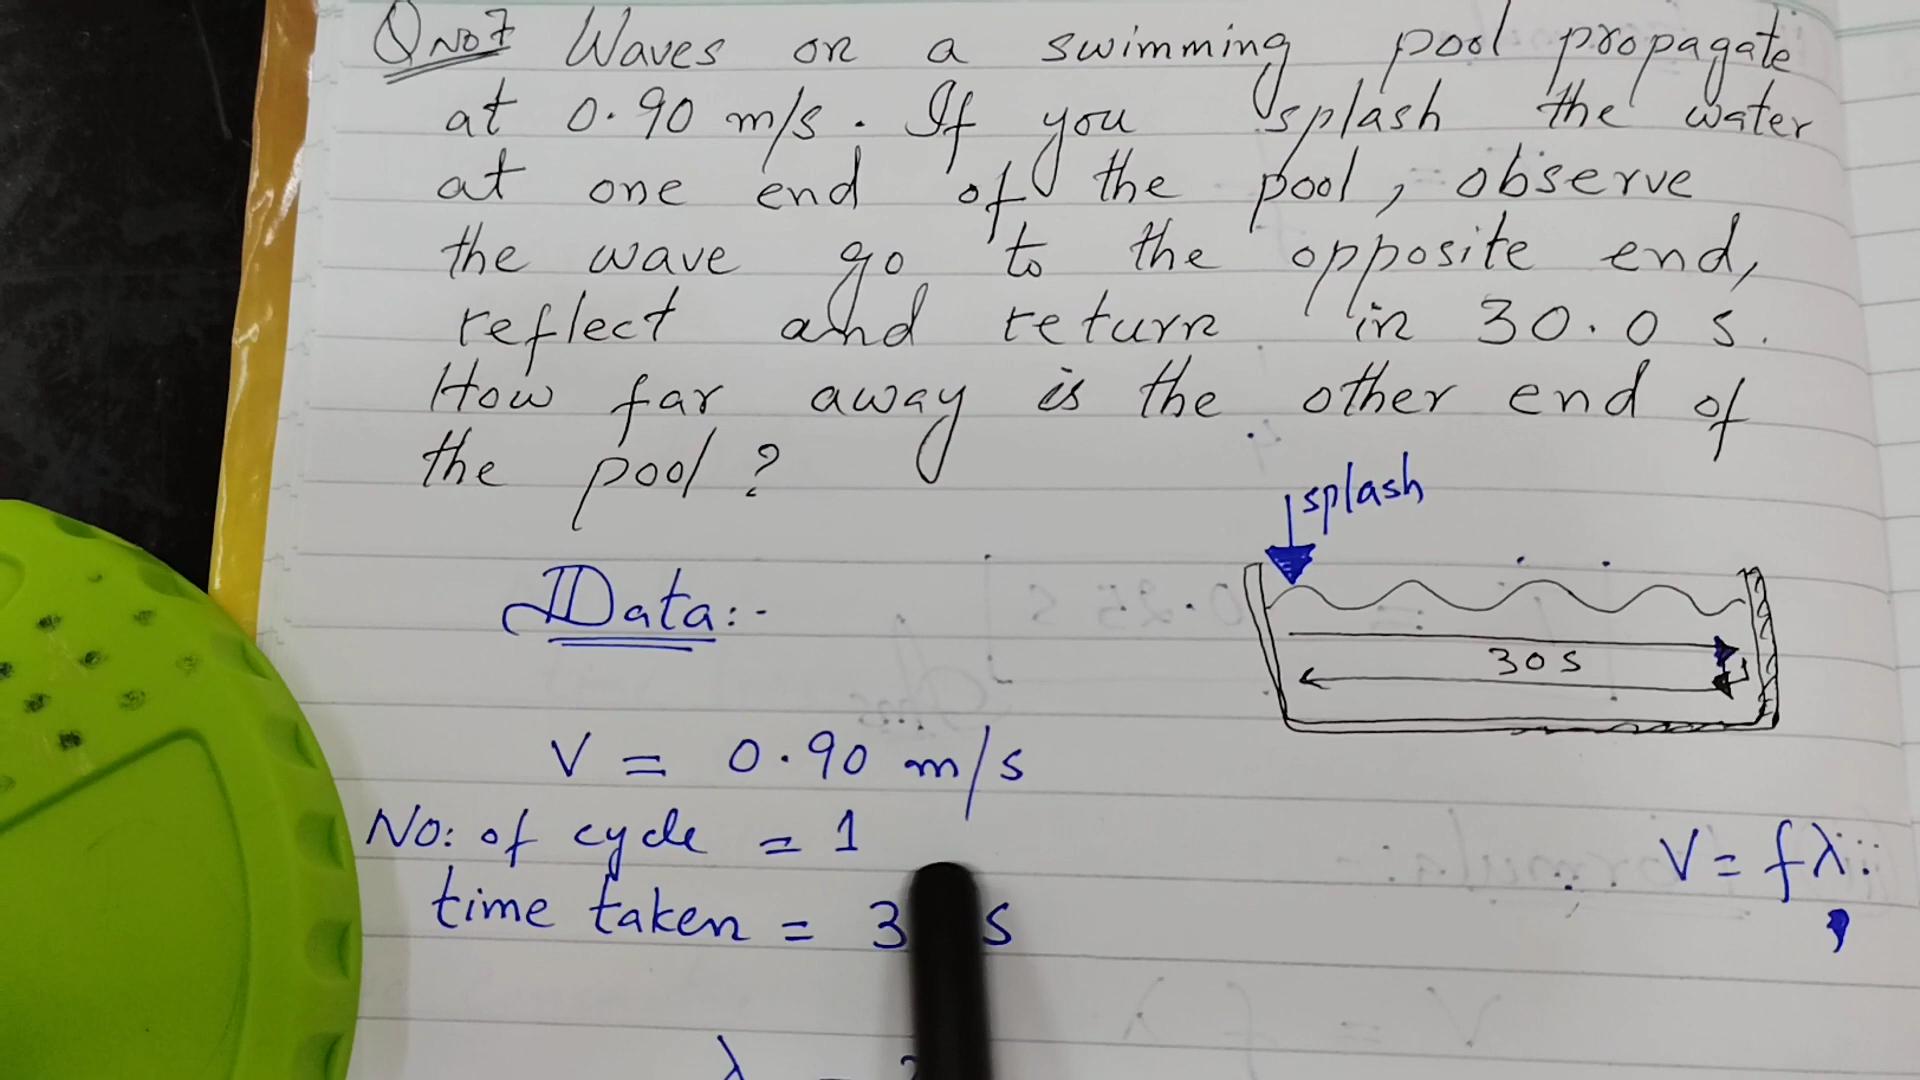 Q No 7 Waves on a swimming pool propagate
at 0.90 m/s. If you splash the water
at one end of the pool, observe
the wave go to the opposite end,
reflect and return in 30.0 s.
How far away is the other end of
the pool?
splash
Data:-
30 s
V = 0.90 m/s
No: of cycle = 1
V = fλ
time taken = 3 s
λ =